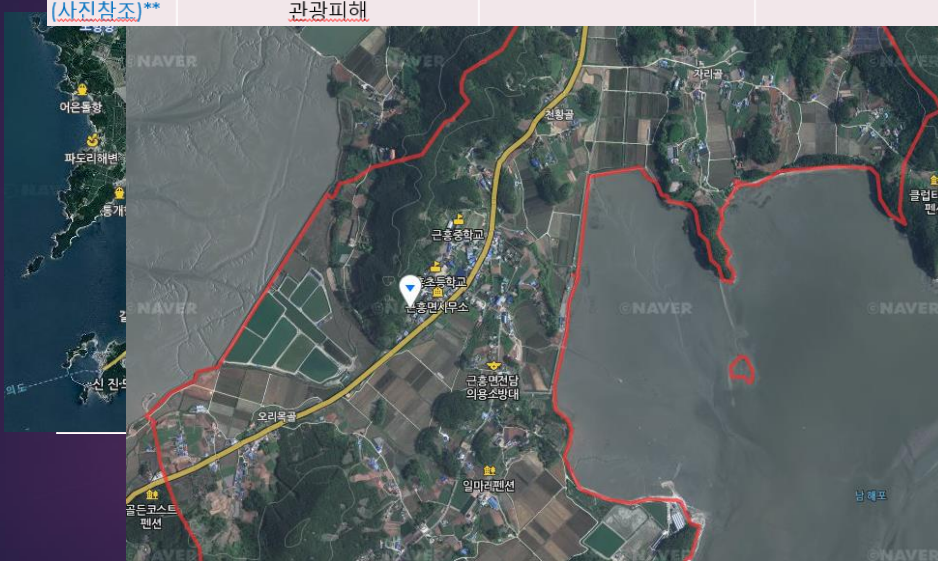 (사진참조)**
관광피해
어은돌항
파도리해변
의도
©NAVER
©NAVER
©NAVER
자리골
천황골
근흥중학교
근흥면사무소
©NAVER
©NAVER
근흥면전담
의용소방대
오리목골
일마레펜션
골든코스트
펜션
남해포
©NAVER
©NAVER
©NAVER